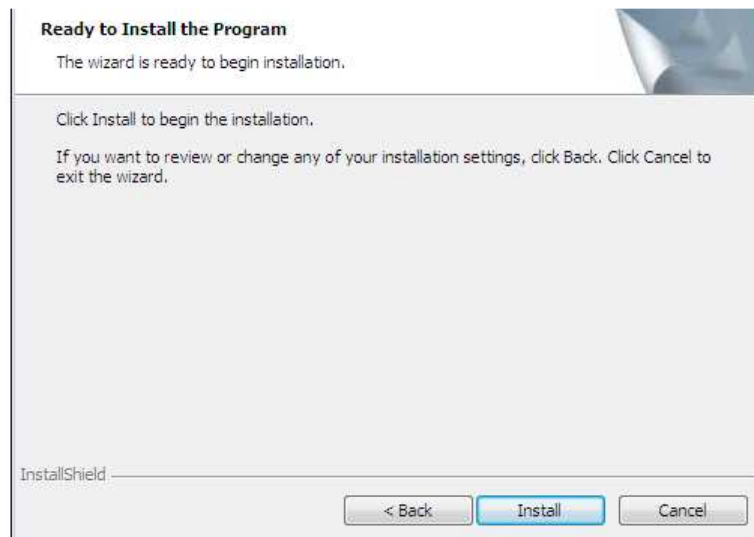 Ready to Install the Program
The wizard is ready to begin installation.
Click Install to begin the installation.
If you want to review or change any of your installation settings, click Back. Click Cancel to
exit the wizard.
InstallShield
< Back
Install
Cancel